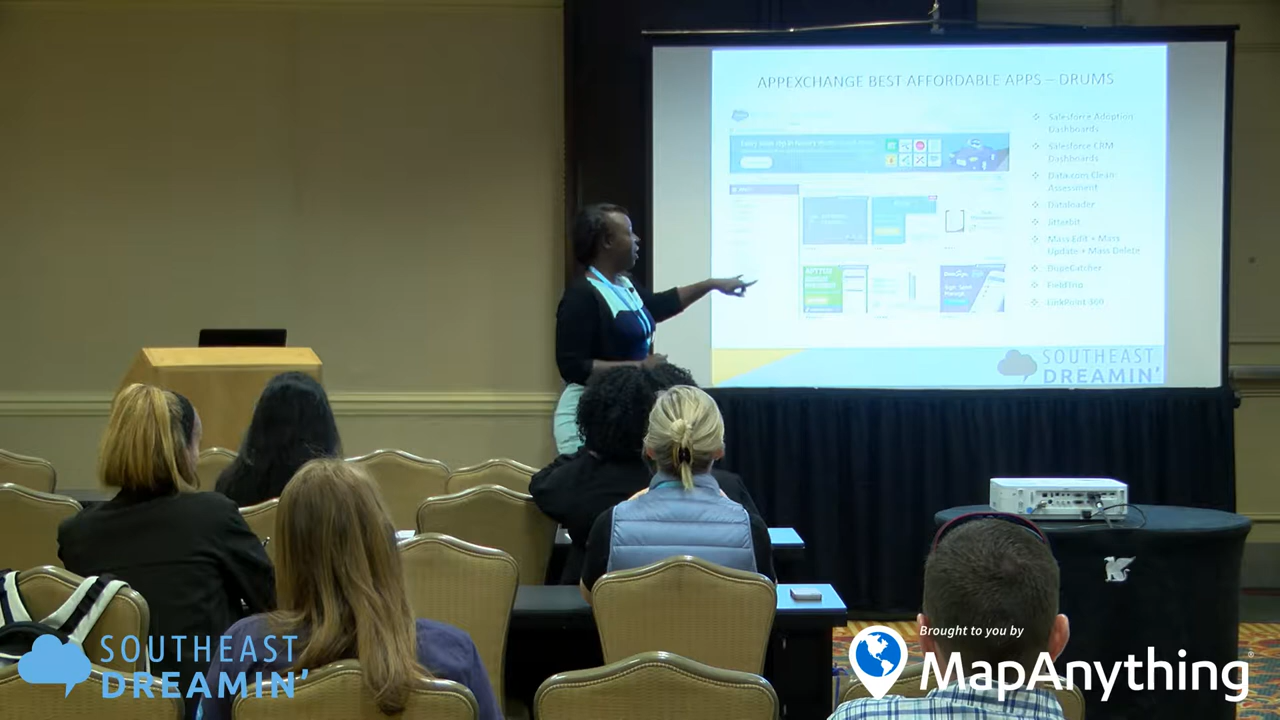 APPEXCHANGE BEST AFFORDABLE APPS – DRUMS
❖ Salesforce Adoption
Dashboards
❖ Salesforce CRM
Dashboards
❖ Data.com Clean
Assessment
❖ Dataloader
❖ Jitterbit
❖ Mass Edit + Mass
Update + Mass Delete
❖ DupeCatcher
❖ FieldTrip
❖ LinkPoint 360
SOUTHEAST
DREAMIN'
SOUTHEAST
DREAMIN'
Brought to you by
MapAnything